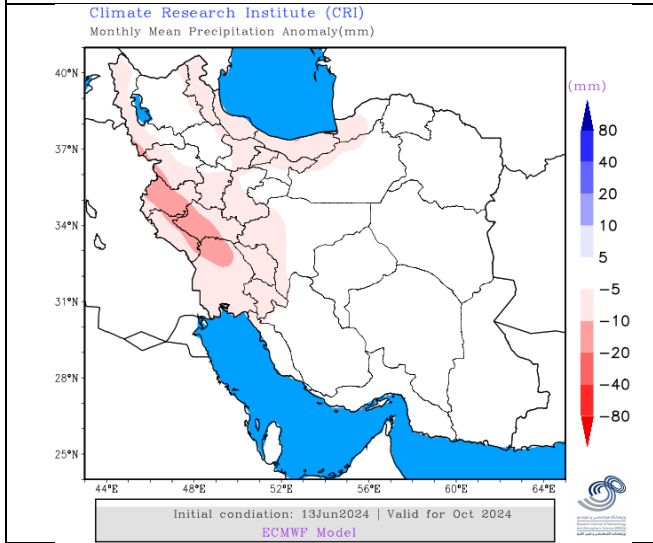 Climate Research Institute (CRI)
Monthly Mean Precipitation Anomaly(mm)
(mm)
40°N
37°N
34°N
31°N
28°N
25°N
44°E
48°E
52°E
56°E
60°E
64°E
80
40
20
10
5
−5
−10
−20
−40
−80
Initial condiation: 13Jun2024 | Valid for Oct 2024
ECMWF Model